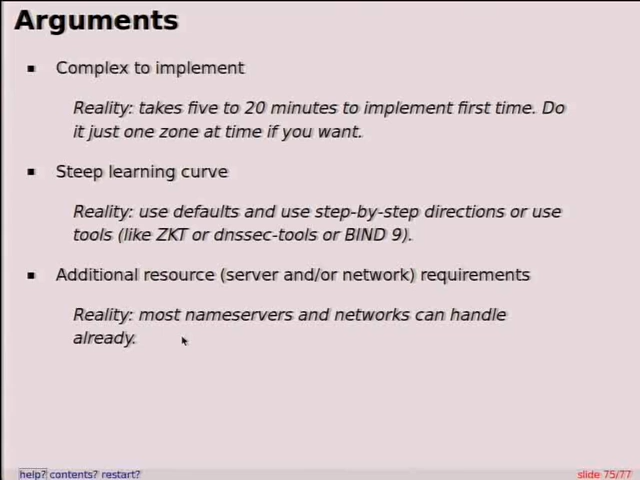 Arguments
Complex to implement
Reality: takes five to 20 minutes to implement first time. Do
it just one zone at time if you want.
Steep learning curve
Reality: use defaults and use step-by-step directions or use
tools (like ZKT or dnssec-tools or BIND 9).
Additional resource (server and/or network) requirements
Reality: most nameservers and networks can handle
already.
help? contents? restart?
slide 75/77